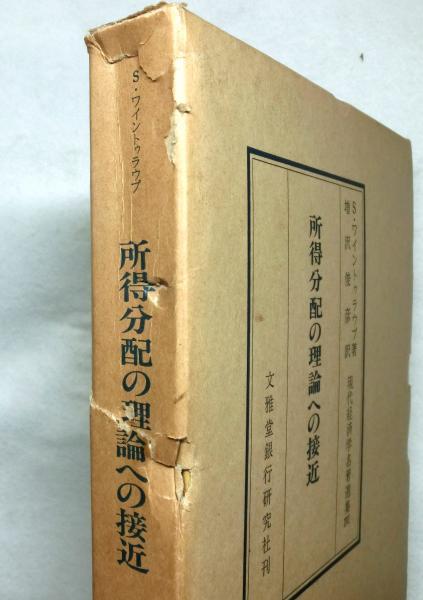 S・ワイントゥラウブ
所得分配の理論への接近
S・ワイントゥラウブ著
増沢俊彦訳
現代経済学名著選集
所得分配の理論への接近
文雅堂銀行研究社刊